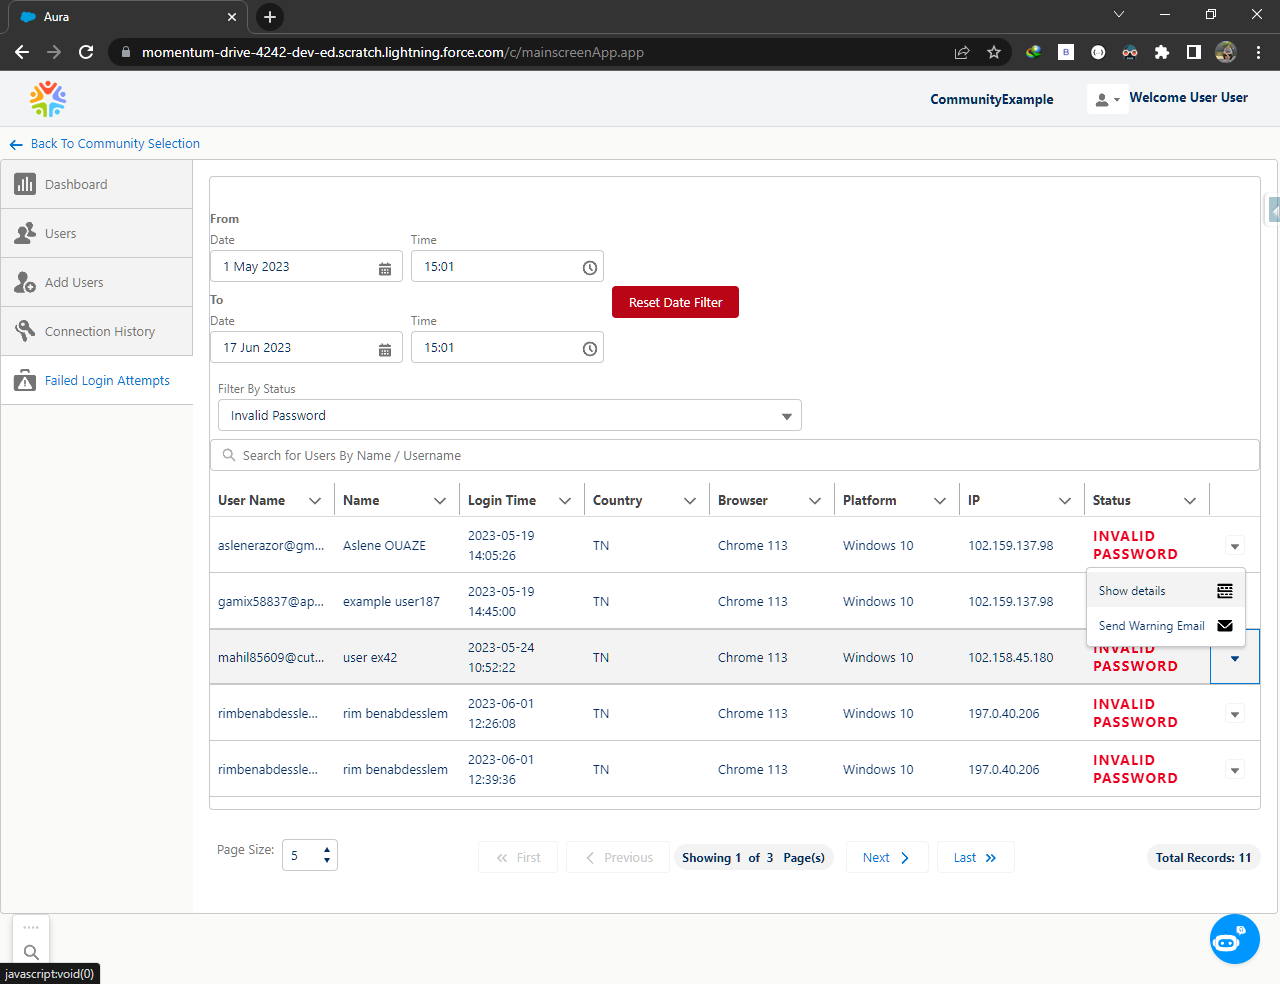 Aura
momentum-drive-4242-dev-ed.scratch.lightning.force.com/c/mainscreenApp.app
CommunityExample
Welcome User User
Back To Community Selection
Dashboard
Users
Add Users
Connection History
Failed Login Attempts
From
Date Time
1 May 2023 15:01
To
Reset Date Filter
Date Time
17 Jun 2023 15:01
Filter By Status
Invalid Password
Search for Users By Name / Username
User Name Name Login Time Country Browser Platform IP Status
aslenerazor@gm... Aslene OUAZE 2023-05-19 14:05:26 TN Chrome 113 Windows 10 102.159.137.98 INVALID PASSWORD
gamix58837@ap... example user187 2023-05-19 14:45:00 TN Chrome 113 Windows 10 102.159.137.98
Show details
Send Warning Email
mahil85609@cut... user ex42 2023-05-24 10:52:22 TN Chrome 113 Windows 10 102.158.45.180 INVALID PASSWORD
rimbenabdessle... rim benabdesslem 2023-06-01 12:26:08 TN Chrome 113 Windows 10 197.0.40.206 INVALID PASSWORD
rimbenabdessle... rim benabdesslem 2023-06-01 12:39:36 TN Chrome 113 Windows 10 197.0.40.206 INVALID PASSWORD
Page Size: 5
First
Previous
Showing 1 of 3 Page(s)
Next
Last
Total Records: 11
javascript:void(0)